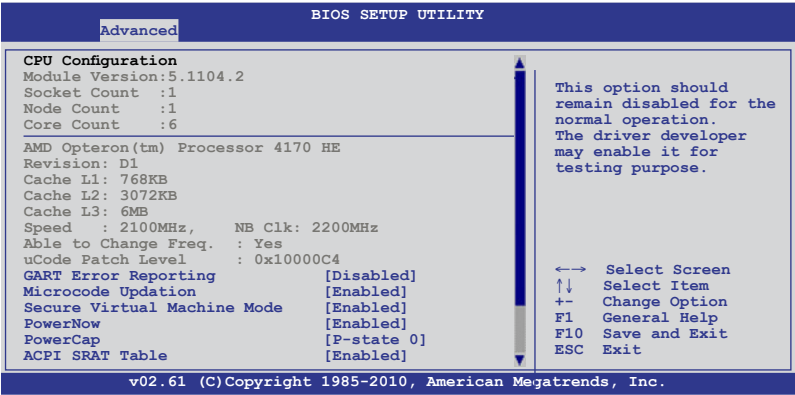 BIOS SETUP UTILITY
Advanced
CPU Configuration
Module Version:5.1104.2
Socket Count :1
Node Count :1
Core Count :6
AMD Opteron(tm) Processor 4170 HE
Revision: D1
Cache L1: 768KB
Cache L2: 3072KB
Cache L3: 6MB
Speed : 2100MHz, NB Clk: 2200MHz
Able to Change Freq. : Yes
uCode Patch Level : 0x10000C4
GART Error Reporting [Disabled]
Microcode Updation [Enabled]
Secure Virtual Machine Mode [Enabled]
PowerNow [Enabled]
PowerCap [P-state 0]
ACPI SRAT Table [Enabled]
This option should
remain disabled for the
normal operation.
The driver developer
may enable it for
testing purpose.
←→ Select Screen
↑↓ Select Item
+- Change Option
F1 General Help
F10 Save and Exit
ESC Exit
v02.61 (C)Copyright 1985-2010, American Megatrends, Inc.